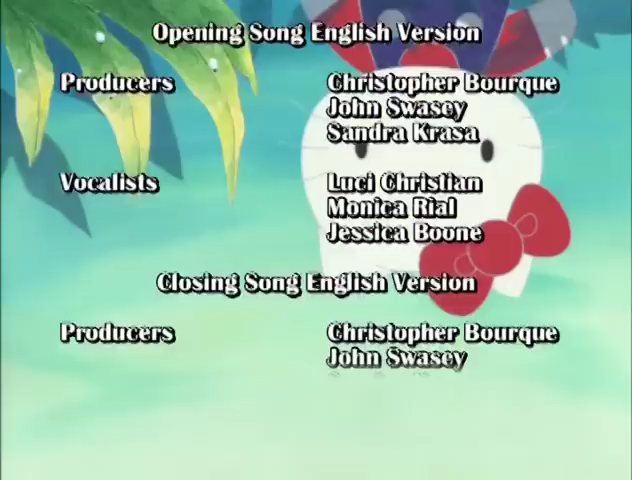 Opening Song English Version
Producers Christopher Bourque
John Swasey
Sandra Krasa
Vocalists Luci Christian
Monica Rial
Jessica Boone
Closing Song English Version
Producers Christopher Bourque
John Swasey